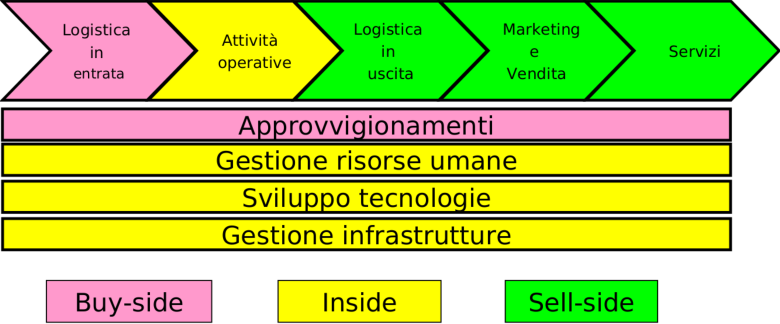 Logistica
in
entrata
Attività
operative
Logistica
in
uscita
Marketing
e
Vendita
Servizi
Approvvigionamenti
Gestione risorse umane
Sviluppo tecnologie
Gestione infrastrutture
Buy-side
Inside
Sell-side